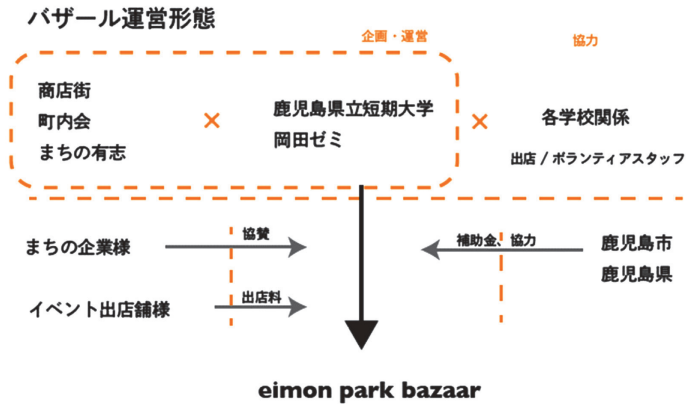 バザール運営形態
企画・運営
協力
商店街
町内会
まちの有志
×
鹿児島県立短期大学
岡田ゼミ
×
各学校関係
出店 / ボランティアスタッフ
まちの企業様
協賛
補助金、協力
鹿児島市
鹿児島県
イベント出店舗様
出店料
eimon park bazaar